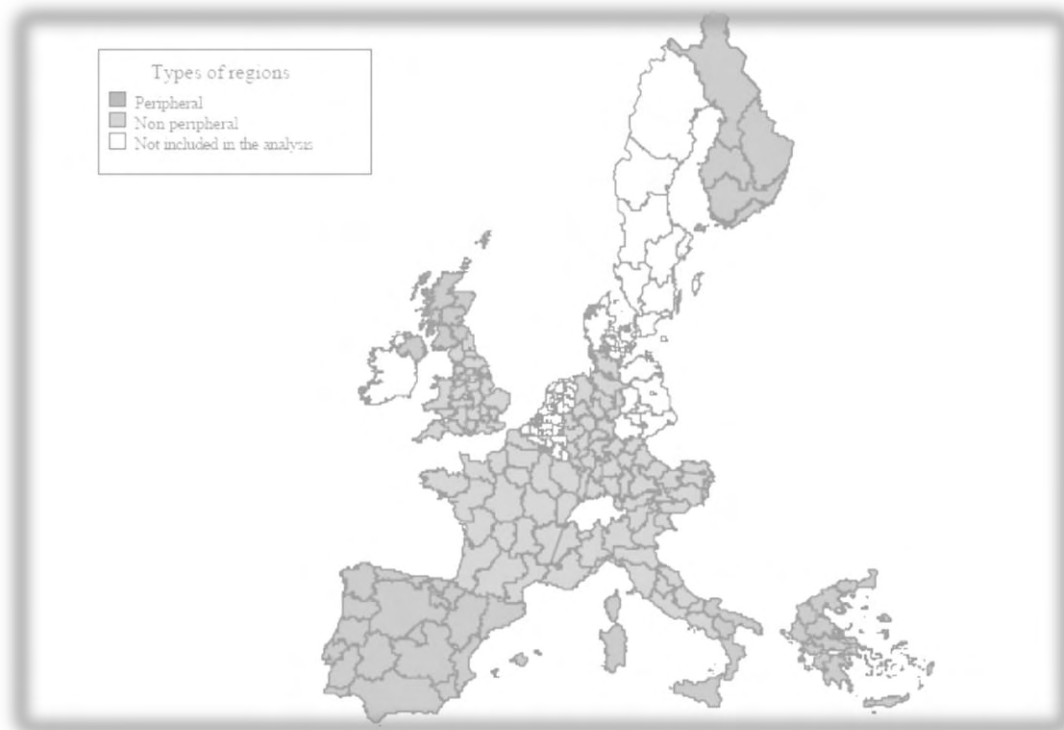 Types of regions
Peripheral
Non peripheral
Not included in the analysis